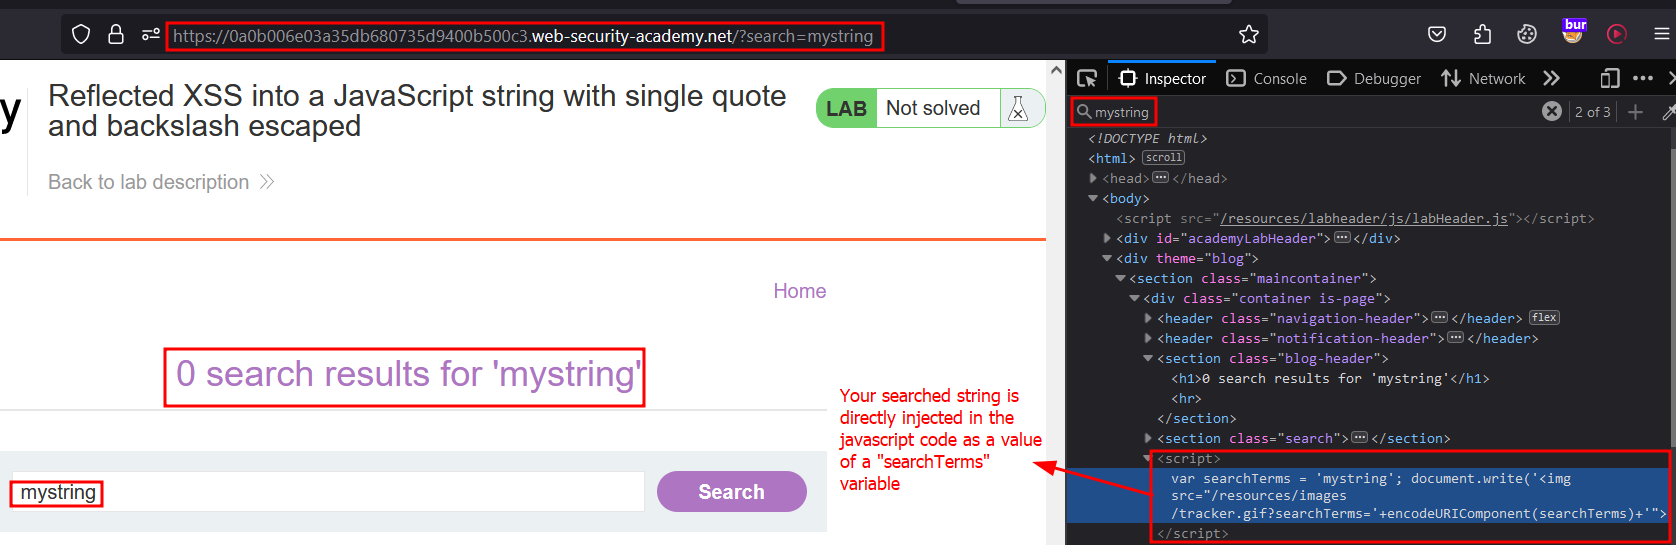 https://0a0b006e03a35db680735d9400b500c3.web-security-academy.net/?search=mystring
bur
y
Reflected XSS into a JavaScript string with single quote
and backslash escaped
LAB Not solved
Back to lab description
Home
0 search results for 'mystring'
mystring
Search
Your searched string is
directly injected in the
javascript code as a value
of a "searchTerms"
variable
Inspector Console Debugger Network
mystring 2 of 3
<!DOCTYPE html>
<html> scroll
<head> ··· </head>
<body>
<script src="/resources/labheader/js/labHeader.js"></script>
<div id="academyLabHeader"> ··· </div>
<div theme="blog">
<section class="maincontainer">
<div class="container is-page">
<header class="navigation-header"> ··· </header> flex
<header class="notification-header"> ··· </header>
<section class="blog-header">
<h1>0 search results for 'mystring'</h1>
<hr>
</section>
<section class="search"> ··· </section>
<script>
var searchTerms = 'mystring'; document.write('<img
src="/resources/images
/tracker.gif?searchTerms='+encodeURIComponent(searchTerms)+'">
</script>